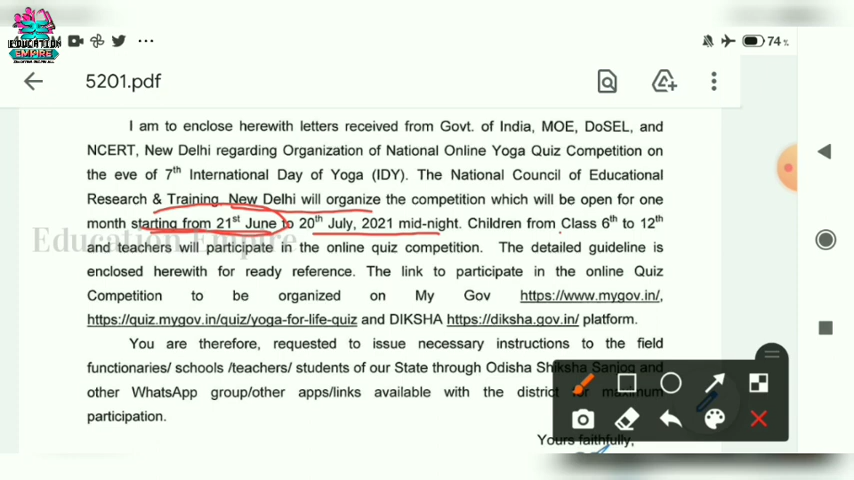 EDUCATION
EMPIRE
74%
5201.pdf
I am to enclose herewith letters received from Govt. of India, MOE, DoSEL, and
NCERT, New Delhi regarding Organization of National Online Yoga Quiz Competition on
the eve of 7th International Day of Yoga (IDY). The National Council of Educational
Research & Training, New Delhi will organize the competition which will be open for one
month starting from 21st June to 20th July, 2021 mid-night. Children from Class 6th to 12th
Education Empire
and teachers will participate in the online quiz competition. The detailed guideline is
enclosed herewith for ready reference. The link to participate in the online Quiz
Competition to be organized on My Gov https://www.mygov.in/,
https://quiz.mygov.in/quiz/yoga-for-life-quiz and DIKSHA https://diksha.gov.in/ platform.
You are therefore, requested to issue necessary instructions to the field
functionaries/ schools /teachers/ students of our State through Odisha Shiksha Sanjog and
other WhatsApp group/other apps/links available with the district for maximum
participation.
Yours faithfully,